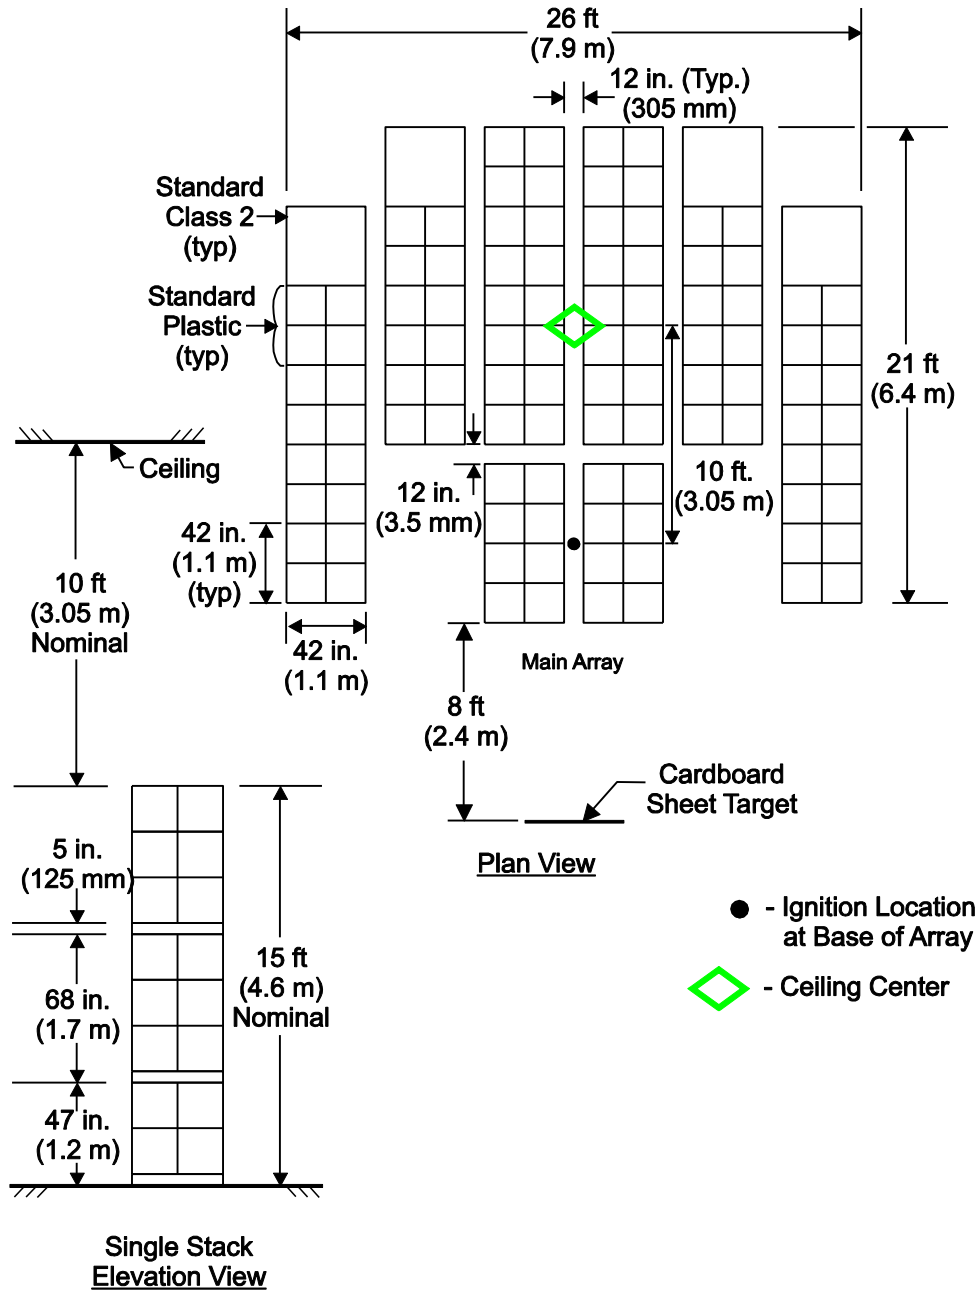 26 ft
(7.9 m)
12 in. (Typ.)
(305 mm)
Standard
Class 2
(typ)
Standard
Plastic
(typ)
21 ft
(6.4 m)
Ceiling
12 in.
(3.5 mm)
10 ft.
(3.05 m)
42 in.
(1.1 m)
(typ)
10 ft
(3.05 m)
Nominal
42 in.
(1.1 m)
Main Array
8 ft
(2.4 m)
Cardboard
Sheet Target
Plan View
5 in.
(125 mm)
- Ignition Location
at Base of Array
15 ft
(4.6 m)
Nominal
- Ceiling Center
68 in.
(1.7 m)
47 in.
(1.2 m)
Single Stack
Elevation View